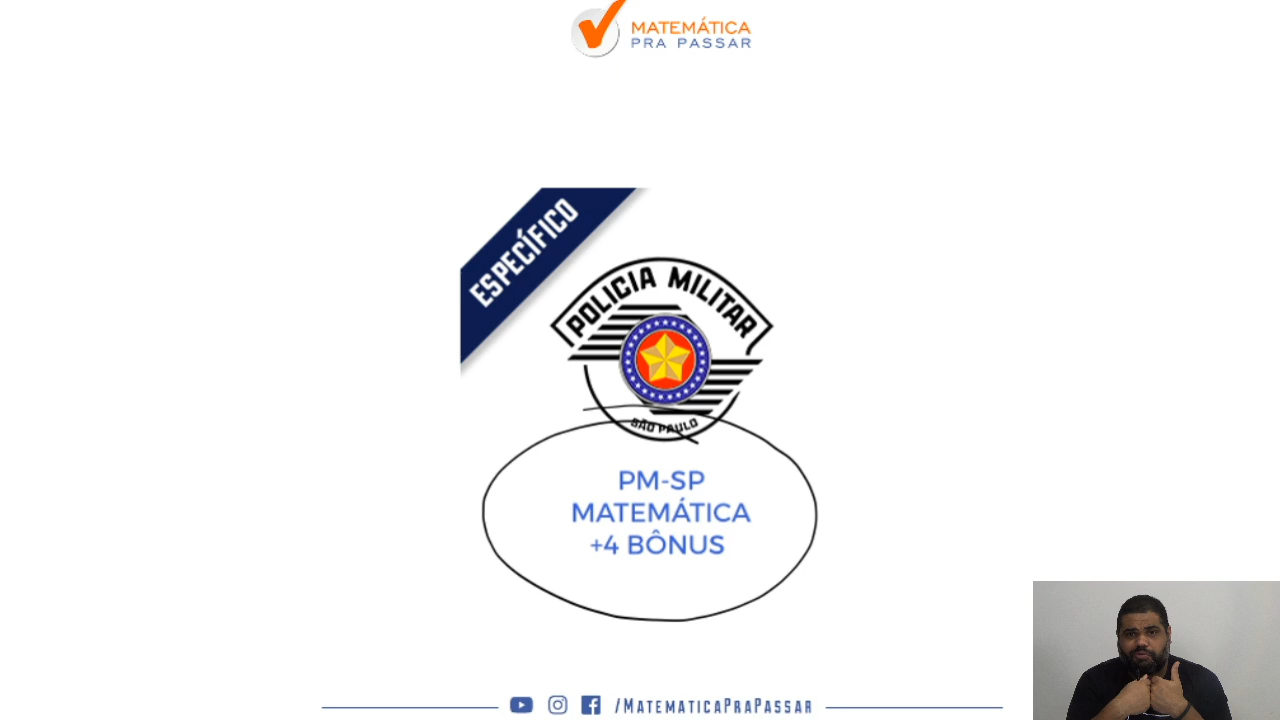 MATEMÁTICA
PRA PASSAR
ESPECÍFICO
POLICIA MILITAR
SÃO PAULO
PM-SP
MATEMÁTICA
+4 BÔNUS
/MATEMATICAPRAPASSAR